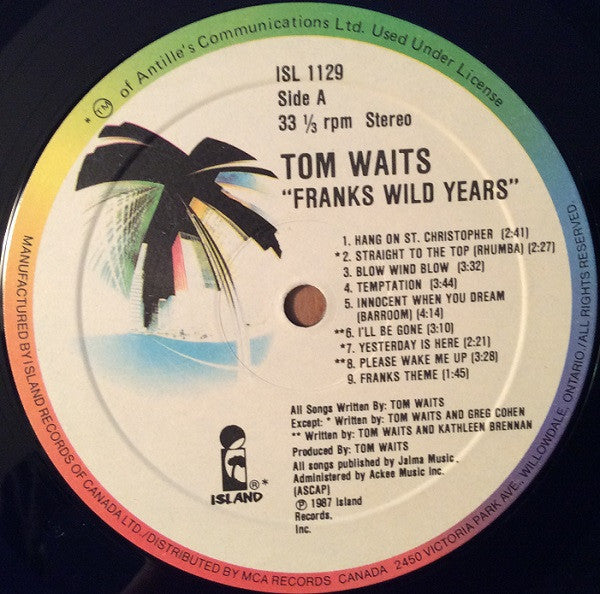 * ™ of Antille's Communications Ltd. Used Under License
ISL 1129
Side A
33 ⅓ rpm Stereo
TOM WAITS
"FRANKS WILD YEARS"
1. HANG ON ST. CHRISTOPHER (2:41)
*2. STRAIGHT TO THE TOP (RHUMBA) (2:27)
3. BLOW WIND BLOW (3:32)
4. TEMPTATION (3:44)
5. INNOCENT WHEN YOU DREAM
(BARROOM) (4:14)
**6. I'LL BE GONE (3:10)
*7. YESTERDAY IS HERE (2:21)
**8. PLEASE WAKE ME UP (3:28)
9. FRANKS THEME (1:45)
All Songs Written By: TOM WAITS
Except: * Written by: TOM WAITS AND GREG COHEN
** Written by: TOM WAITS AND KATHLEEN BRENNAN
Produced By: TOM WAITS
All songs published by Jalma Music.
Administered by Ackee Music Inc.
(ASCAP)
℗ 1987 Island
Records,
Inc.
ISLAND ®*
MANUFACTURED BY ISLAND RECORDS OF CANADA LTD./DISTRIBUTED BY MCA RECORDS CANADA 2450 VICTORIA PARK AVE., WILLOWDALE, ONTARIO/ALL RIGHTS RESERVED